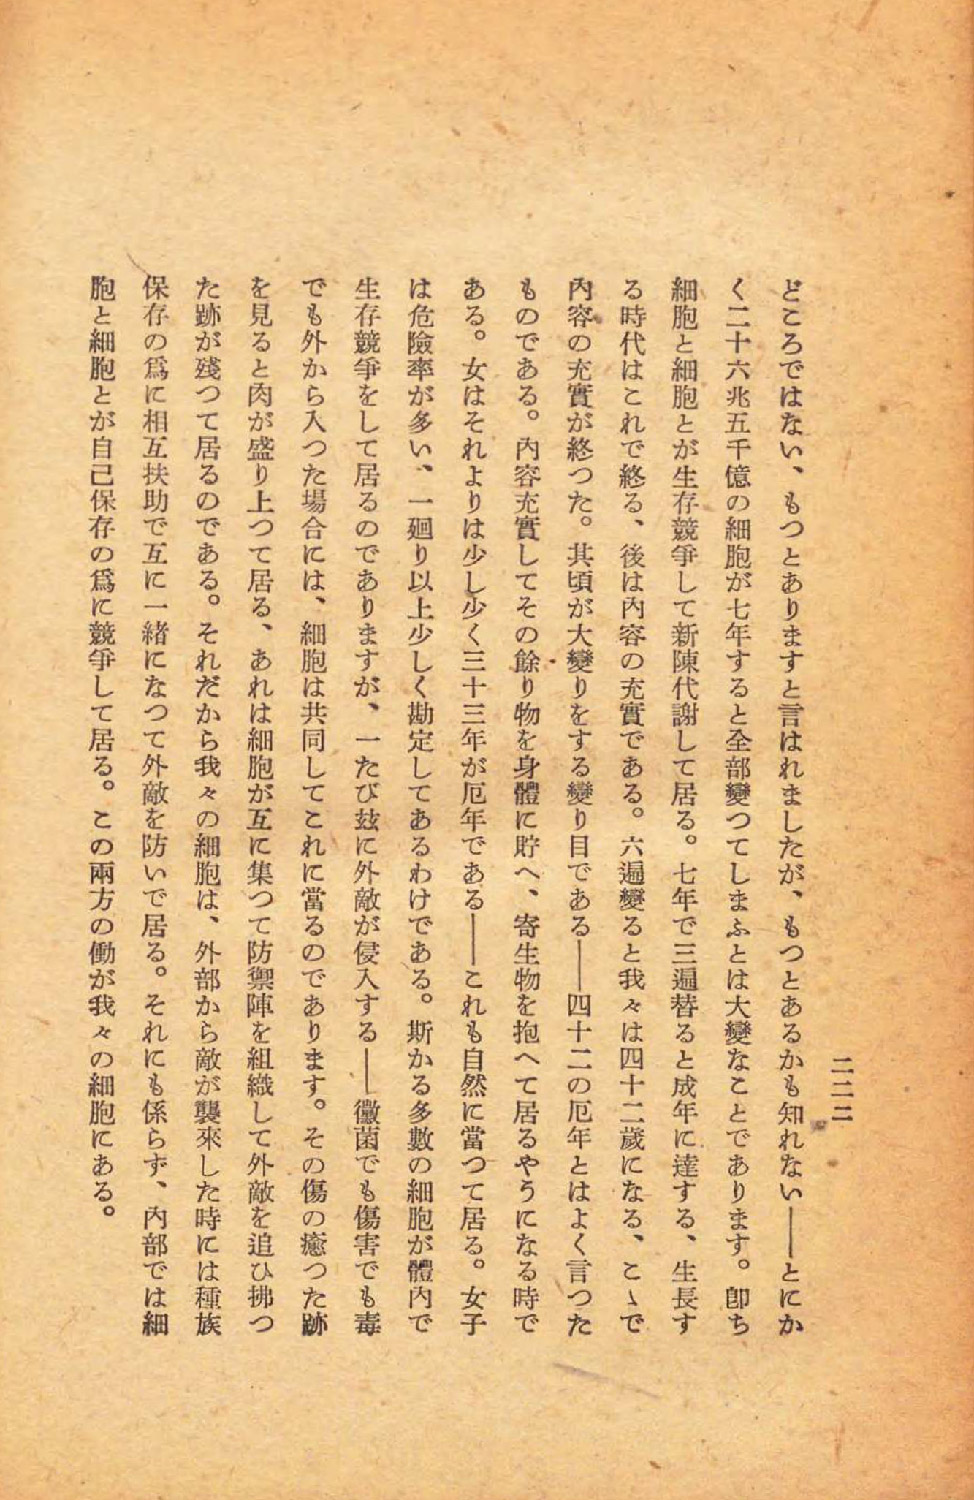 二二二
どころではない、もつとありますと言はれましたが、もつとあるかも知れない――とにか
く二十六兆五千億の細胞が七年すると全部變つてしまふとは大變なことであります。卽ち
細胞と細胞とが生存競爭して新陳代謝して居る。七年で三遍替ると成年に達する、生長す
る時代はこれで終る、後は內容の充實である。六遍變ると我々は四十二歲になる、こゝで
內容の充實が終つた。其頃が大變りをする變り目である――四十二の厄年とはよく言つた
ものである。內容充實してその餘り物を身體に貯へ、寄生物を抱へて居るやうになる時で
ある。女はそれよりは少し少く三十三年が厄年である――これも自然に當つて居る。女子
は危險率が多い、一廻り以上少しく勘定してあるわけである。斯かる多數の細胞が體內で
生存競爭をして居るのでありますが、一たび玆に外敵が侵入する――黴菌でも傷害でも毒
でも外から入つた場合には、細胞は共同してこれに當るのであります。その傷の癒つた跡
を見ると肉が盛り上つて居る、あれは細胞が互に集つて防禦陣を組織して外敵を追ひ拂つ
た跡が殘つて居るのである。それだから我々の細胞は、外部から敵が襲來した時には種族
保存の爲に相互扶助で互に一緖になつて外敵を防いで居る。それにも係らず、內部では細
胞と細胞とが自己保存の爲に競爭して居る。この兩方の働が我々の細胞にある。